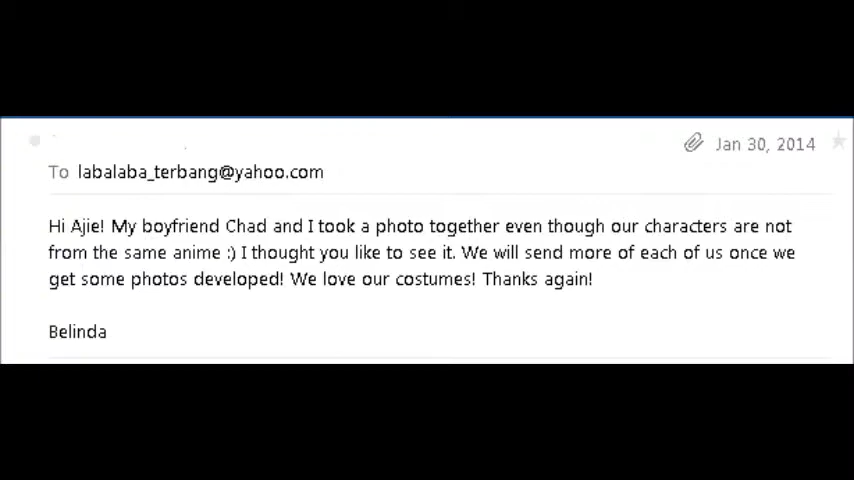 Jan 30, 2014
To labalaba_terbang@yahoo.com
Hi Ajie! My boyfriend Chad and I took a photo together even though our characters are not
from the same anime :) I thought you like to see it. We will send more of each of us once we
get some photos developed! We love our costumes! Thanks again!
Belinda